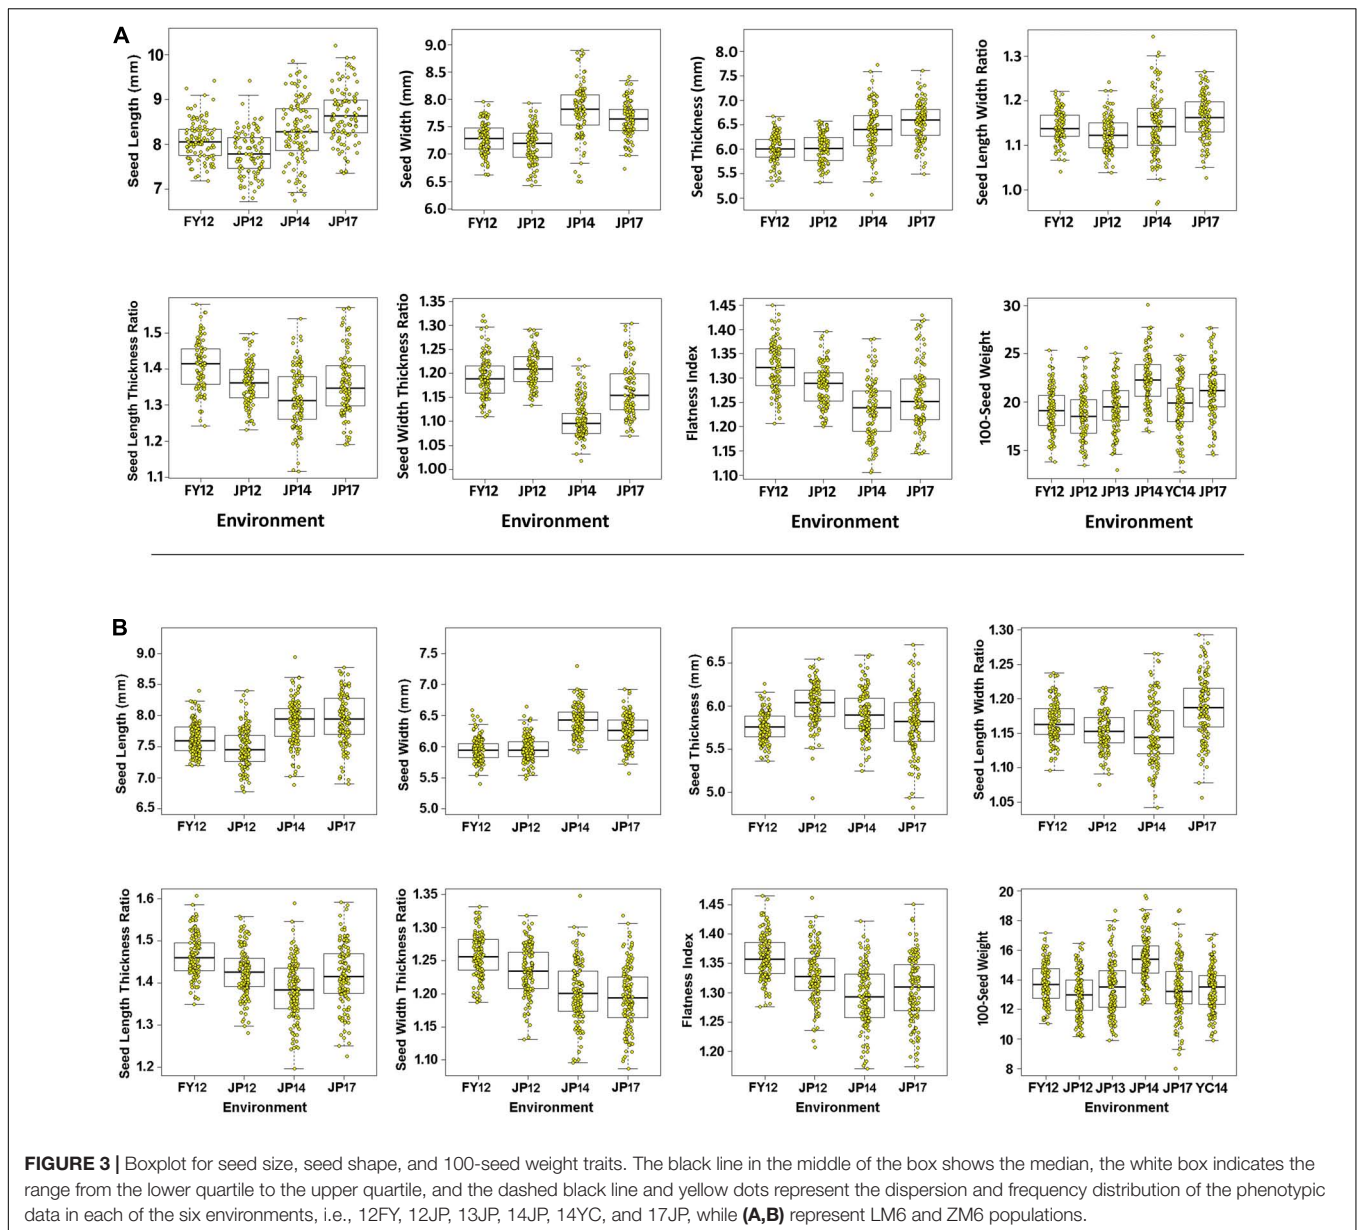 A
Seed Length (mm)
10
9
8
7
FY12 JP12 JP14 JP17
Seed Width (mm)
9.0
8.5
8.0
7.5
7.0
6.5
6.0
FY12 JP12 JP14 JP17
Seed Thickness (mm)
8.0
7.5
7.0
6.5
6.0
5.5
5.0
FY12 JP12 JP14 JP17
Seed Length Width Ratio
1.3
1.2
1.1
1.0
FY12 JP12 JP14 JP17
Seed Length Thickness Ratio
1.5
1.4
1.3
1.2
1.1
FY12 JP12 JP14 JP17
Environment
Seed Width Thickness Ratio
1.35
1.30
1.25
1.20
1.15
1.10
1.05
1.00
FY12 JP12 JP14 JP17
Environment
Flatness Index
1.45
1.40
1.35
1.30
1.25
1.20
1.15
1.10
FY12 JP12 JP14 JP17
Environment
100-Seed Weight
30
25
20
15
FY12 JP12 JP13 JP14 YC14 JP17
Environment
B
Seed Length (mm)
9.0
8.5
8.0
7.5
7.0
6.5
FY12 JP12 JP14 JP17
Seed Width (mm)
7.5
7.0
6.5
6.0
5.5
5.0
FY12 JP12 JP14 JP17
Seed Thickness (mm)
6.5
6.0
5.5
5.0
FY12 JP12 JP14 JP17
Seed Length Width Ratio
1.30
1.25
1.20
1.15
1.10
1.05
FY12 JP12 JP14 JP17
Seed Length Thickness Ratio
1.6
1.5
1.4
1.3
1.2
FY12 JP12 JP14 JP17
Environment
Seed Width Thickness Ratio
1.35
1.30
1.25
1.20
1.15
1.10
FY12 JP12 JP14 JP17
Environment
Flatness Index
1.45
1.40
1.35
1.30
1.25
1.20
FY12 JP12 JP14 JP17
Environment
100-Seed Weight
20
18
16
14
12
10
8
FY12 JP12 JP13 JP14 JP17 YC14
Environment
FIGURE 3 | Boxplot for seed size, seed shape, and 100-seed weight traits. The black line in the middle of the box shows the median, the white box indicates the
range from the lower quartile to the upper quartile, and the dashed black line and yellow dots represent the dispersion and frequency distribution of the phenotypic
data in each of the six environments, i.e., 12FY, 12JP, 13JP, 14JP, 14YC, and 17JP, while (A,B) represent LM6 and ZM6 populations.